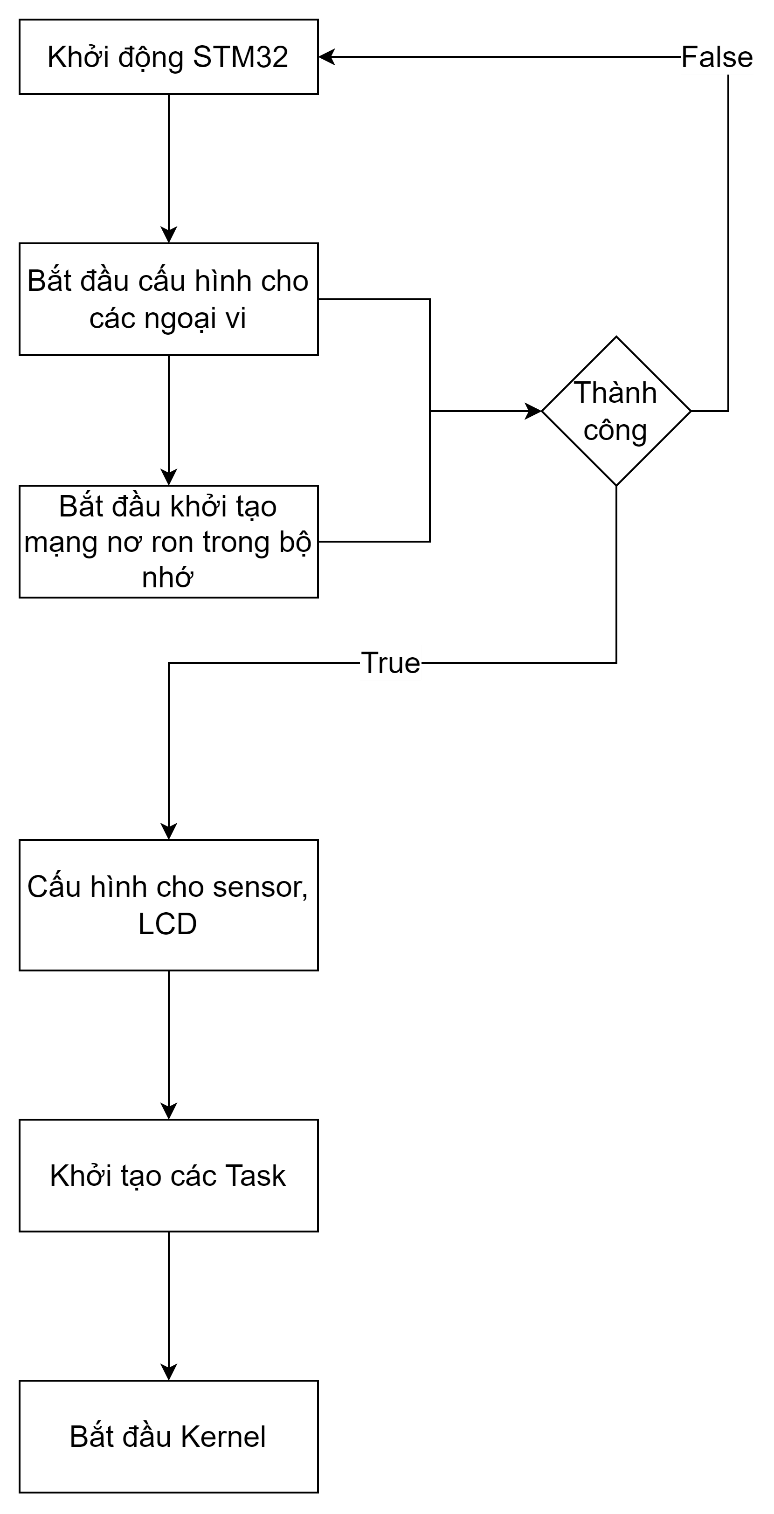 Khởi động STM32
False
Bắt đầu cấu hình cho
các ngoại vi
Thành
công
Bắt đầu khởi tạo
mạng nơ ron trong bộ
nhớ
True
Cấu hình cho sensor,
LCD
Khởi tạo các Task
Bắt đầu Kernel